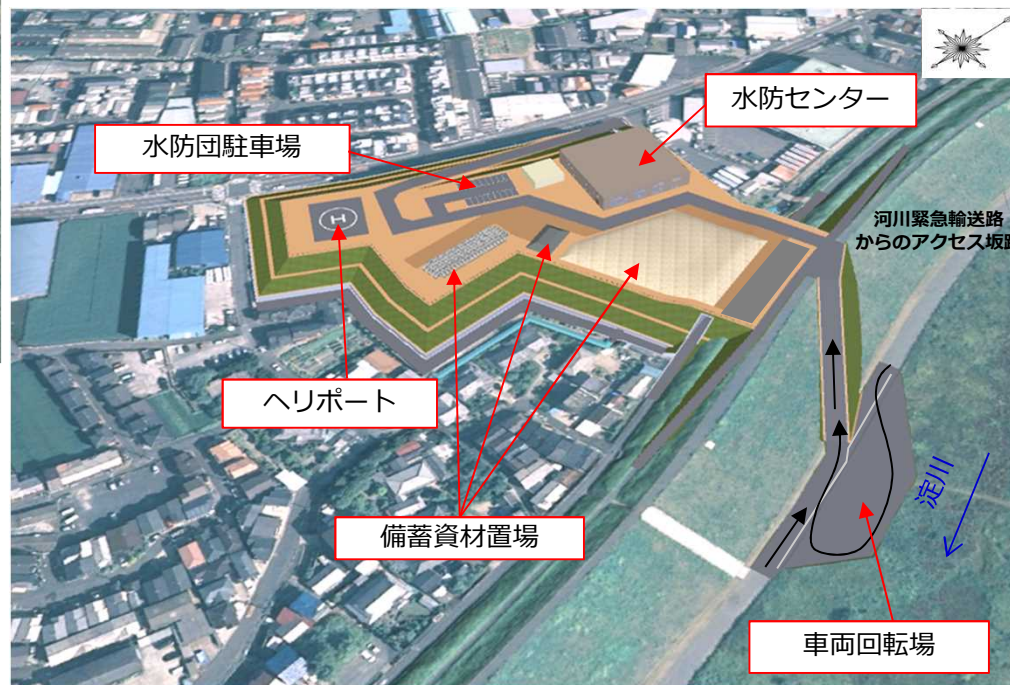 水防センター
水防団駐車場
河川緊急輸送路
からのアクセス坂路
H
ヘリポート
備蓄資材置場
淀川
車両回転場